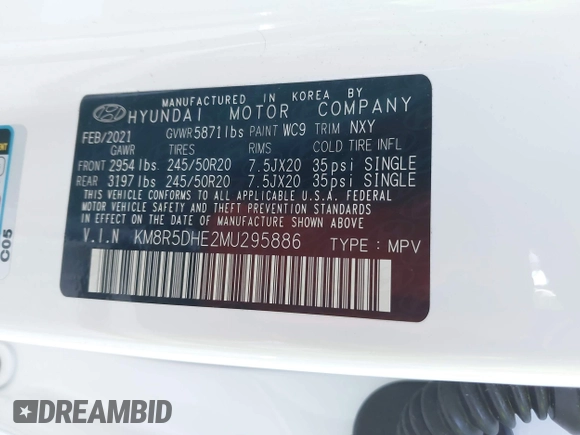 MANUFACTURED IN KOREA BY
HYUNDAI MOTOR COMPANY
FEB/2021 GVWR5871lbs PAINT WC9 TRIM NXY
GAWR TIRES RIMS COLD TIRE INFL
FRONT 2954 lbs 245/50R20 7.5JX20 35psi SINGLE
REAR 3197 lbs 245/50R20 7.5JX20 35psi SINGLE
THIS VEHICLE CONFORMS TO ALL APPLICABLE U.S.A. FEDERAL
MOTOR VEHICLE SAFETY AND THEFT PREVENTION STANDARDS
IN EFFECT ON THE DATE OF MANUFACTURE SHOWN ABOVE.
V.I.N KM8R5DHE2MU295886 TYPE: MPV
C05
DREAMBID